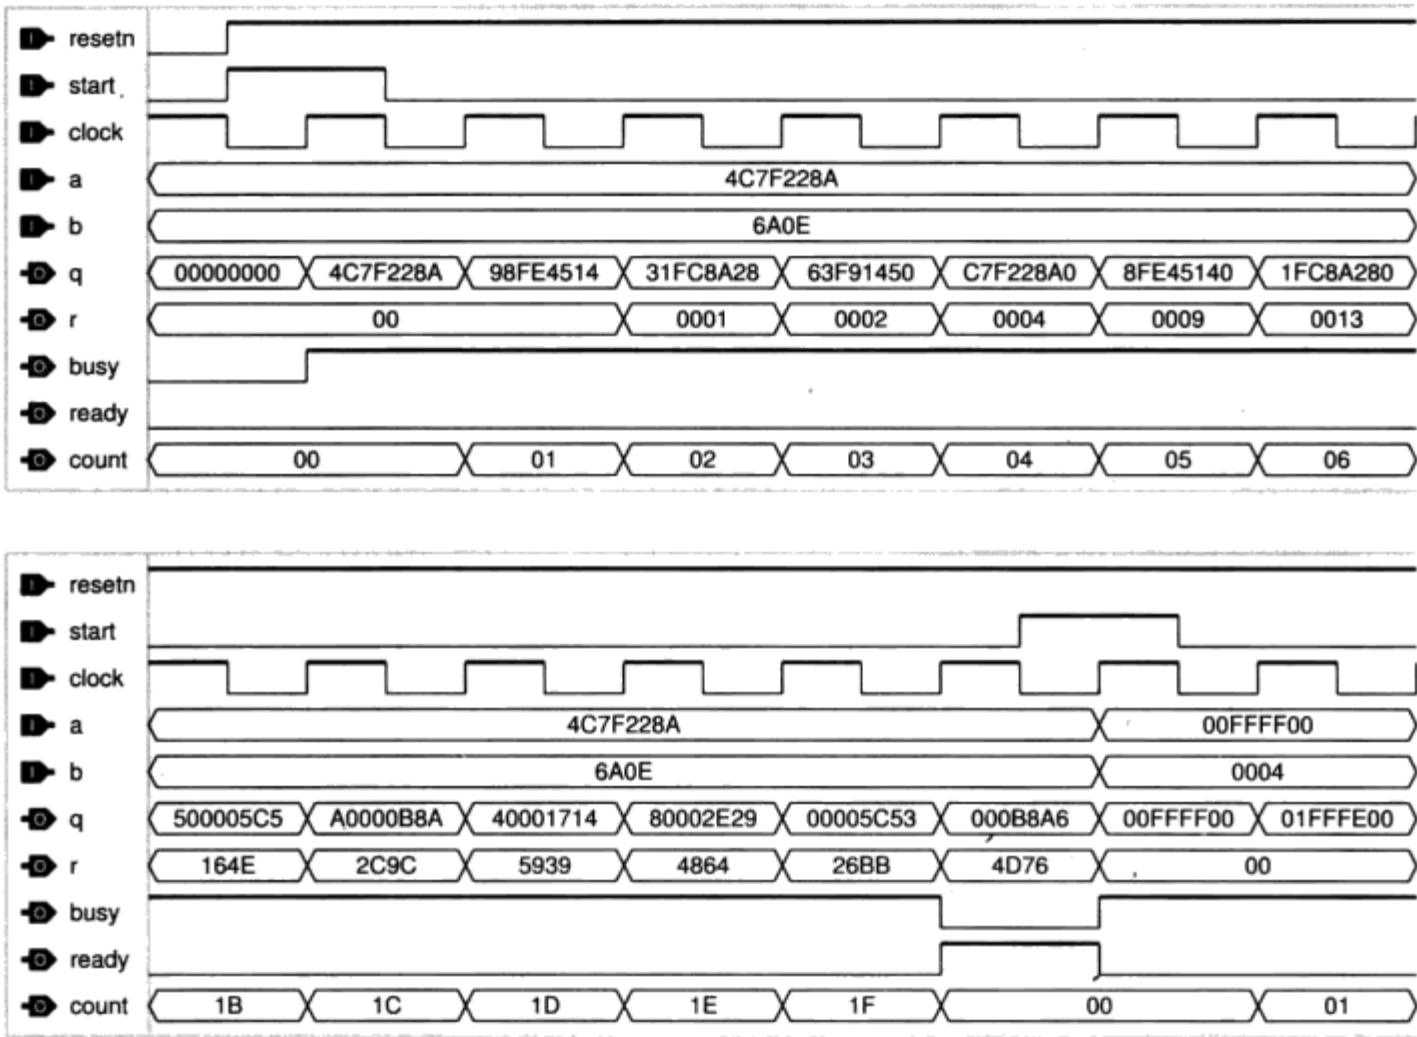 resetn
start
clock
a 4C7F228A
b 6A0E
q 00000000 4C7F228A 98FE4514 31FC8A28 63F91450 C7F228A0 8FE45140 1FC8A280
r 00 0001 0002 0004 0009 0013
busy
ready
count 00 01 02 03 04 05 06
resetn
start
clock
a 4C7F228A 00FFFF00
b 6A0E 0004
q 500005C5 A0000B8A 40001714 80002E29 00005C53 000B8A6 00FFFF00 01FFFE00
r 164E 2C9C 5939 4864 26BB 4D76 00
busy
ready
count 1B 1C 1D 1E 1F 00 01